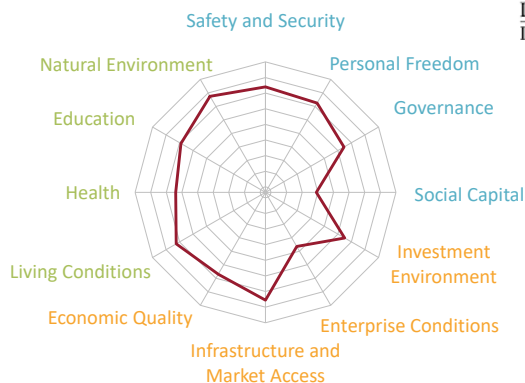 Safety and Security
Natural Environment
Personal Freedom
Education
Governance
Health
Social Capital
Investment
Environment
Living Conditions
Economic Quality
Enterprise Conditions
Infrastructure and
Market Access